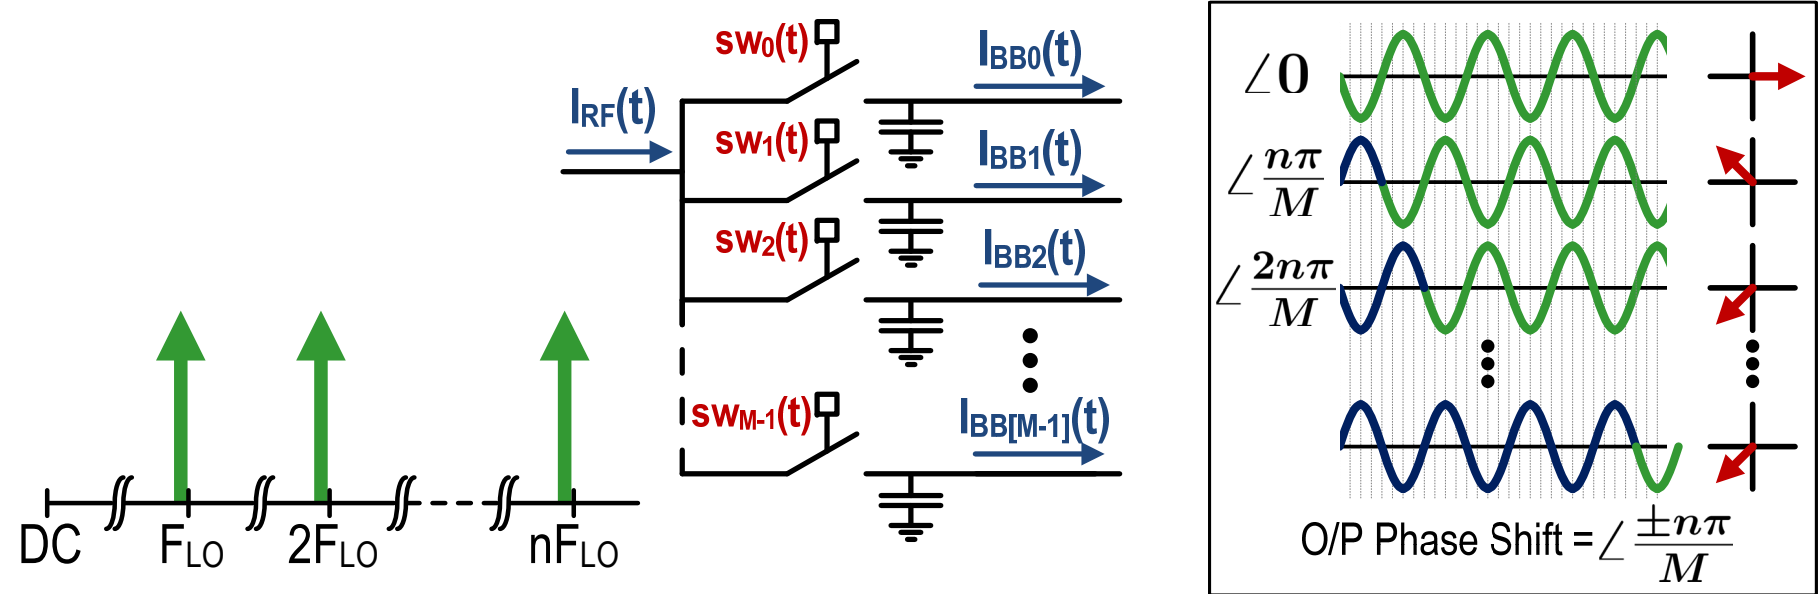 sw0(t)
IBB0(t)
IRF(t)
sw1(t)
IBB1(t)
sw2(t)
IBB2(t)
swM-1(t)
IBB[M-1](t)
DC
FLO
2FLO
nFLO
∠0
∠nπ/M
∠2nπ/M
O/P Phase Shift = ∠±nπ/M